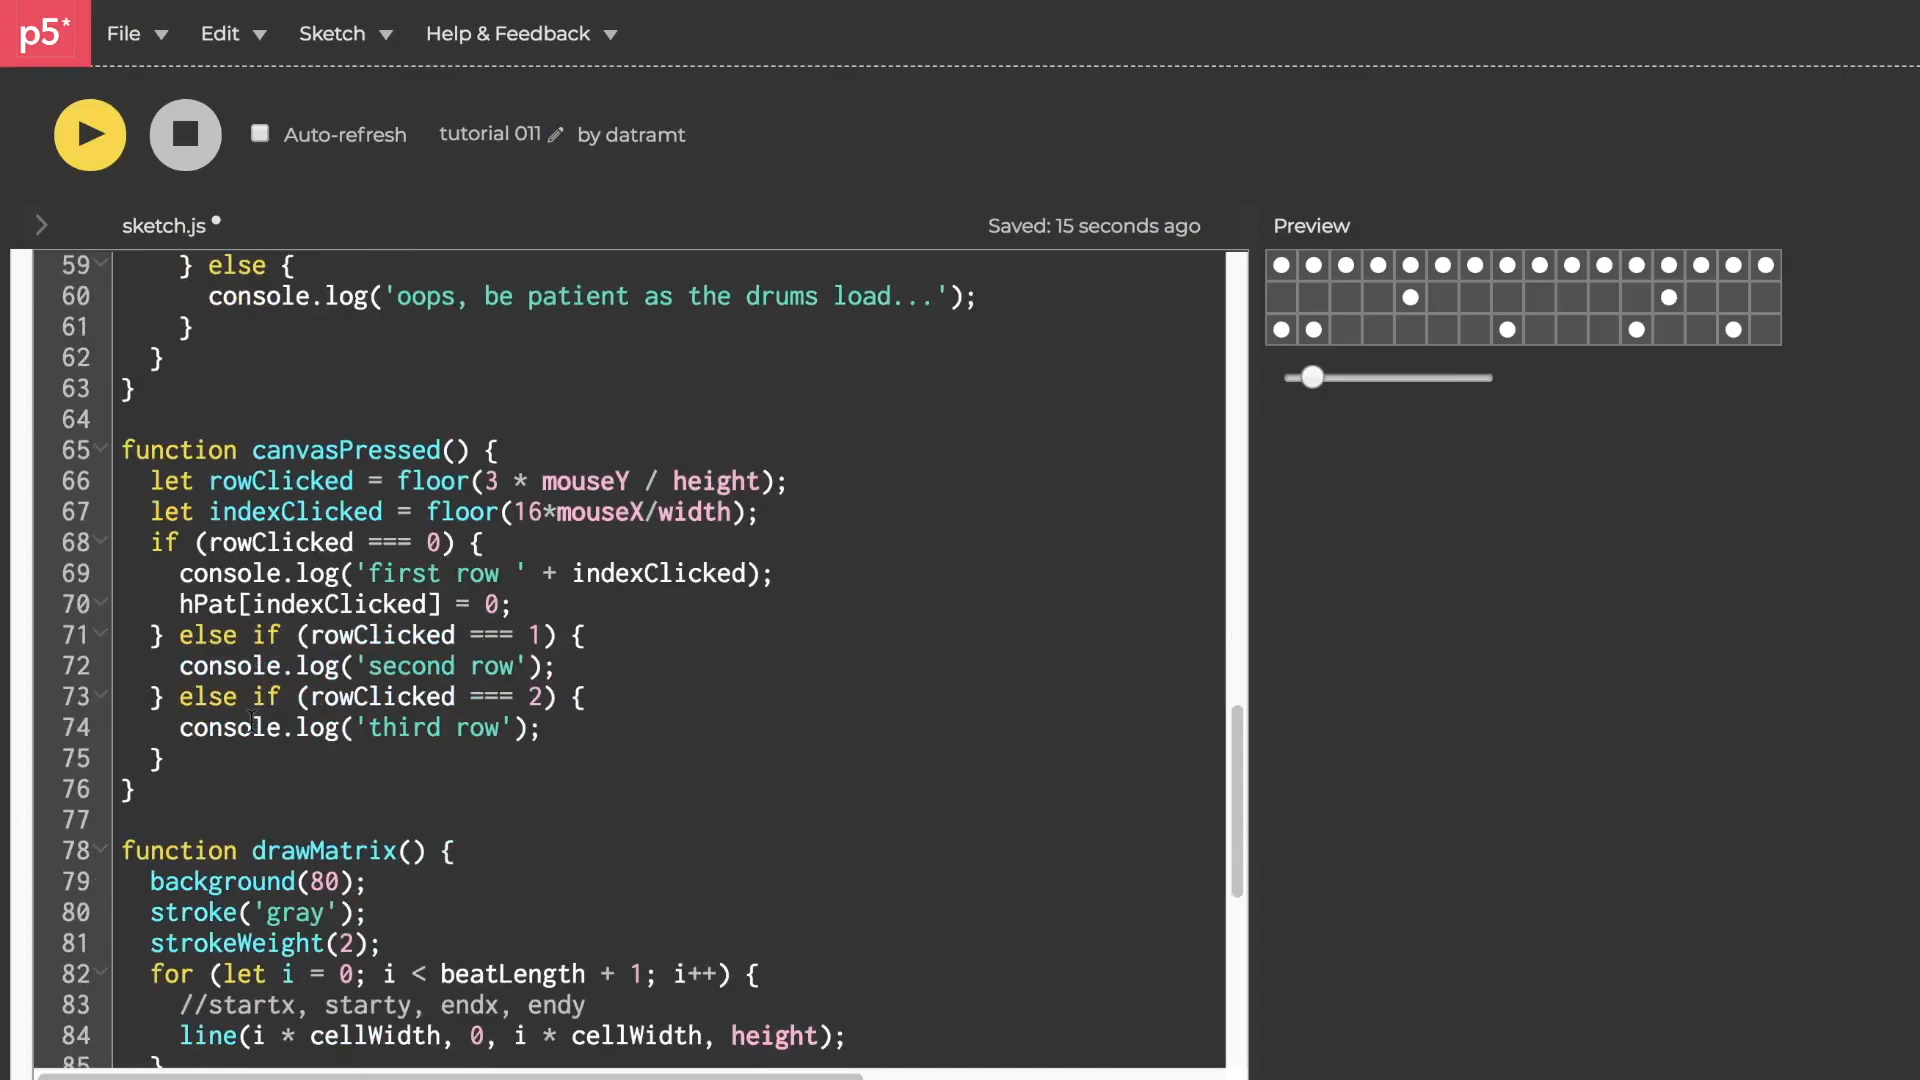 p5* File Edit Sketch Help & Feedback
Auto-refresh tutorial 011 by datramt
sketch.js Saved: 15 seconds ago Preview
59 } else {
60 console.log('oops, be patient as the drums load...');
61 }
62 }
63 }
64
65 function canvasPressed() {
66 let rowClicked = floor(3 * mouseY / height);
67 let indexClicked = floor(16*mouseX/width);
68 if (rowClicked === 0) {
69 console.log('first row ' + indexClicked);
70 hPat[indexClicked] = 0;
71 } else if (rowClicked === 1) {
72 console.log('second row');
73 } else if (rowClicked === 2) {
74 console.log('third row');
75 }
76 }
77
78 function drawMatrix() {
79 background(80);
80 stroke('gray');
81 strokeWeight(2);
82 for (let i = 0; i < beatLength + 1; i++) {
83 //startx, starty, endx, endy
84 line(i * cellWidth, 0, i * cellWidth, height);
85 }